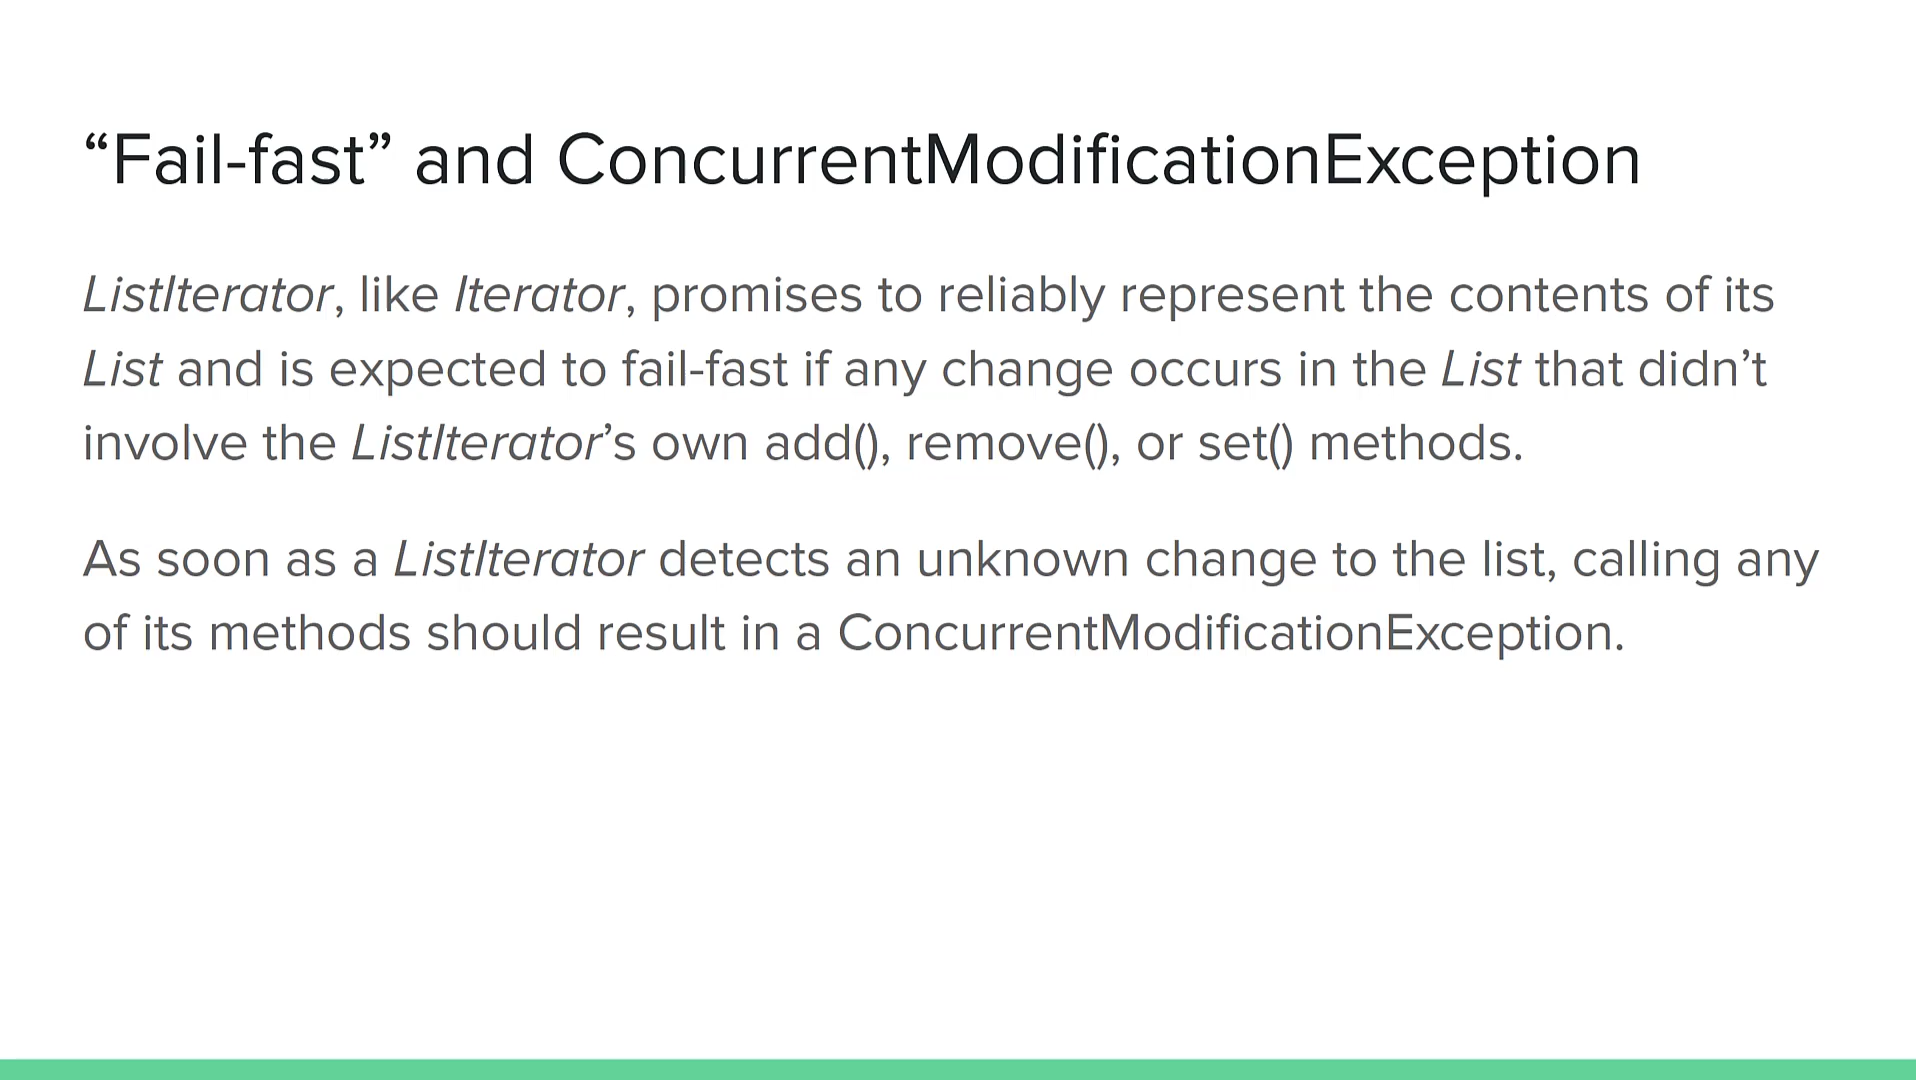 “Fail-fast” and ConcurrentModificationException
ListIterator, like Iterator, promises to reliably represent the contents of its
List and is expected to fail-fast if any change occurs in the List that didn’t
involve the ListIterator’s own add(), remove(), or set() methods.
As soon as a ListIterator detects an unknown change to the list, calling any
of its methods should result in a ConcurrentModificationException.